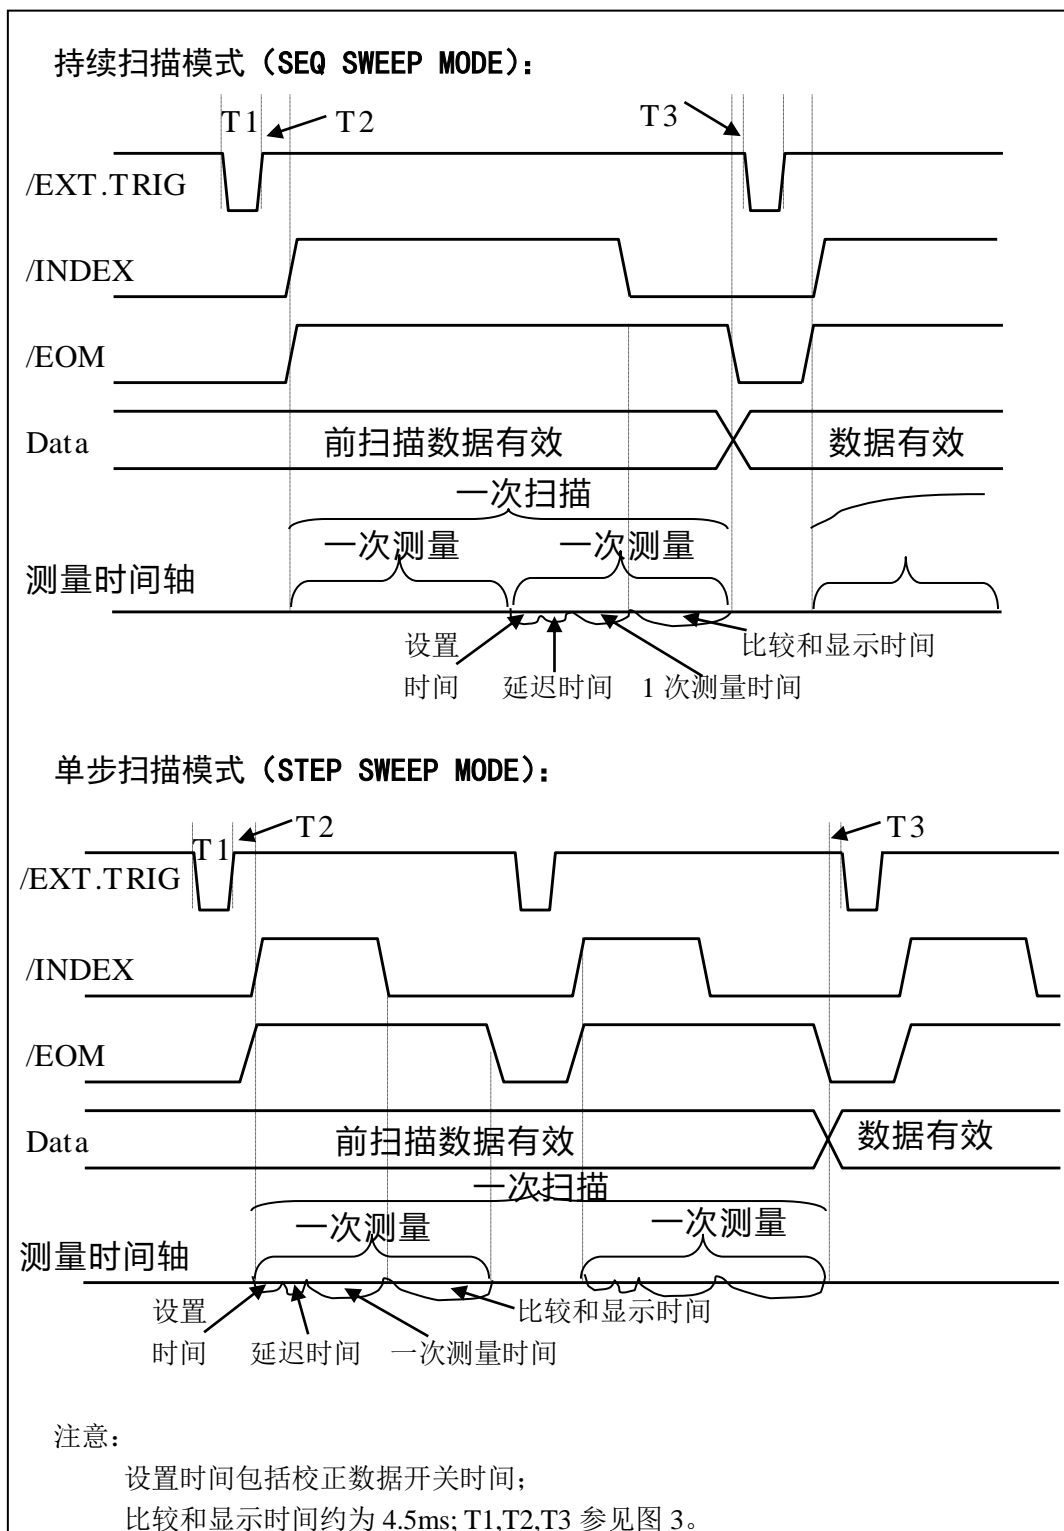 持续扫描模式（SEQ SWEEP MODE）：
T1
T2
T3
/EXT.TRIG
/INDEX
/EOM
Data
前扫描数据有效
数据有效
一次扫描
一次测量
一次测量
测量时间轴
设置
时间
延迟时间
1 次测量时间
比较和显示时间
单步扫描模式（STEP SWEEP MODE）：
T1
T2
T3
/EXT.TRIG
/INDEX
/EOM
Data
前扫描数据有效
数据有效
一次扫描
一次测量
一次测量
测量时间轴
设置
时间
延迟时间
一次测量时间
比较和显示时间
注意：
设置时间包括校正数据开关时间；
比较和显示时间约为 4.5ms; T1,T2,T3 参见图 3。